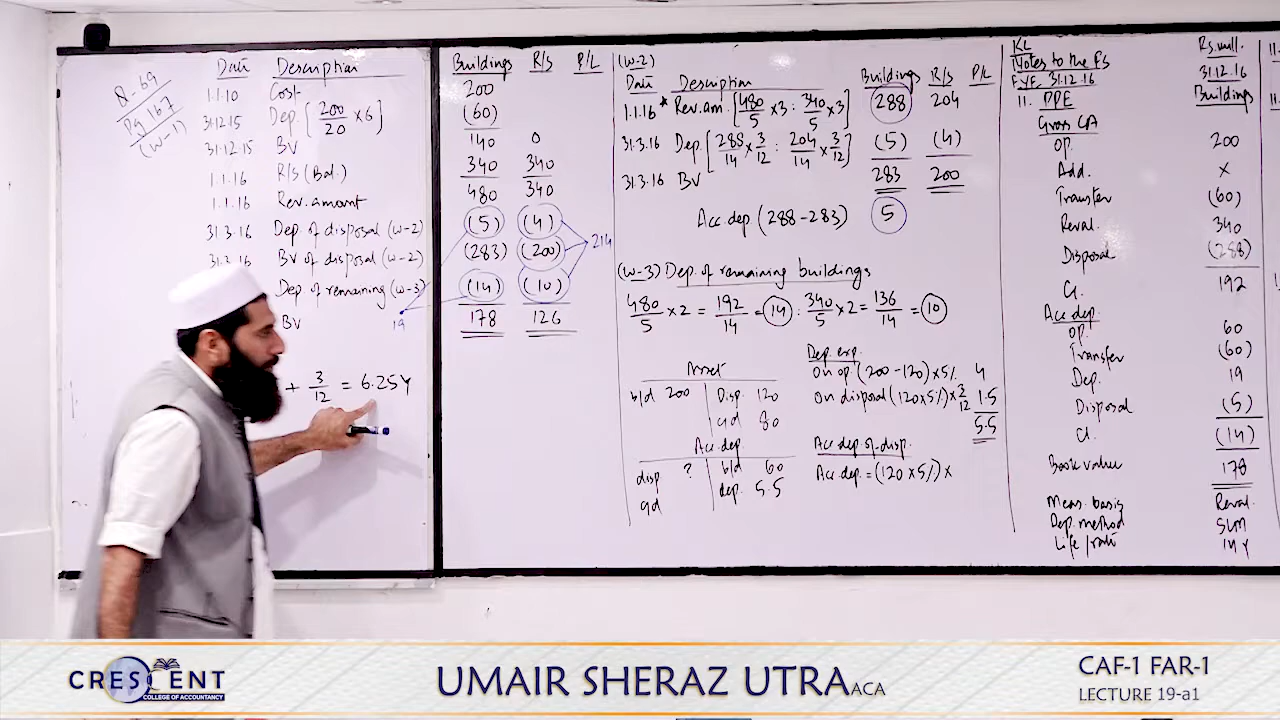 Q-69
Pg 167
(W-1)
Date Description Buildings R/S P/L
1.1.10 Cost 200
31.12.15 Dep. [200/20 x 6] (60)
31.12.15 BV 140 0
1.1.16 R/S (Bal.) 340 340
1.1.16 Rev. amount 480 340
31.3.16 Dep. of disposal (W-2) (5) (4)
31.3.16 BV of disposal (W-2) (283) (200) 214
Dep. of remaining (W-3) (14) (10)
BV 19 178 126
+ 3/12 = 6.25Y
(W-2)
Date Description Buildings R/S P/L
1.1.16 * Rev. am. [480/5 x 3 : 340/5 x 3] 288 204
31.3.16 Dep. [288/14 x 3/12 : 204/14 x 3/12] (5) (4)
31.3.16 BV 283 200
Acc. dep (288-283) 5
(W-3) Dep. of remaining buildings
480/5 x 2 = 192/14 = 14 : 340/5 x 2 = 136/14 = 10
Asset
b/d 200 Disp. 120
c/d 80
Acc. dep
disp ? b/d 60
c/d dep. 5.5
Dep. exp.
On op. (200-120) x 5% 4
On disposal (120 x 5%) x 3/12 1.5
5.5
Acc. dep. of disp.
Acc. dep. = (120 x 5%) x
KL
Notes to the FS
FYE 31.12.16
Rs. mill.
31.12.16
11. PPE Buildings
Gross CA
Op. 200
Add. x
Transfer (60)
Reval. 340
Disposal (288)
Cl. 192
Acc. dep.
Op. 60
Transfer (60)
Dep. 19
Disposal (5)
Cl. (14)
Book value 178
Meas. basis Reval.
Dep. method SLM
Life/rate 14Y
CRESCENT
COLLEGE OF ACCOUNTANCY
UMAIR SHERAZ UTRA ACA
CAF-1 FAR-1
LECTURE 19-a1